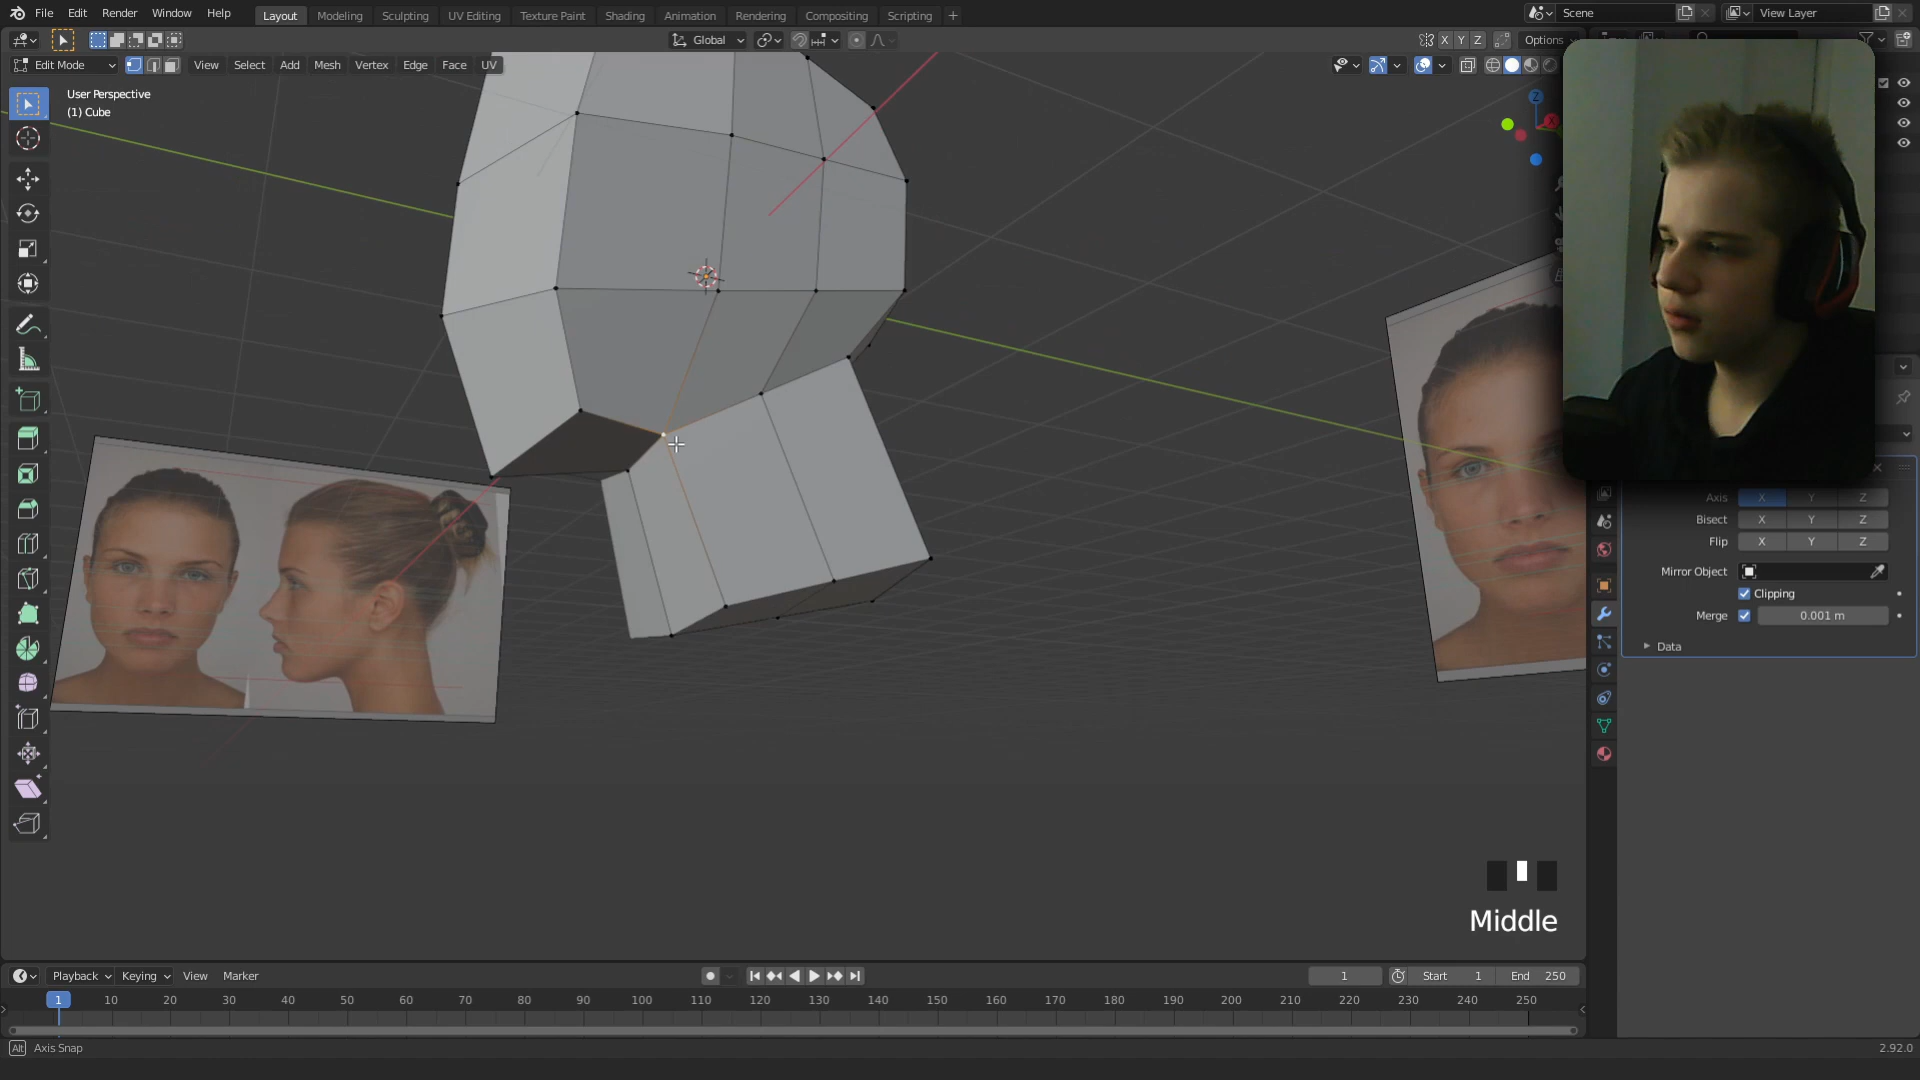 File Edit Render Window Help
Layout Modeling Sculpting UV Editing Texture Paint Shading Animation Rendering Compositing Scripting +
Scene
View Layer
Global
X Y Z
Options
Edit Mode
View Select Add Mesh Vertex Edge Face UV
User Perspective
(1) Cube
Z
X
Axis X Y Z
Bisect X Y Z
Flip X Y Z
Mirror Object
Clipping
Merge 0.001 m
Data
Middle
Playback Keying View Marker
1
Start 1
End 250
1 10 20 30 40 50 60 70 80 90 100 110 120 130 140 150 160 170 180 190 200 210 220 230 240 250
Alt Axis Snap
2.92.0